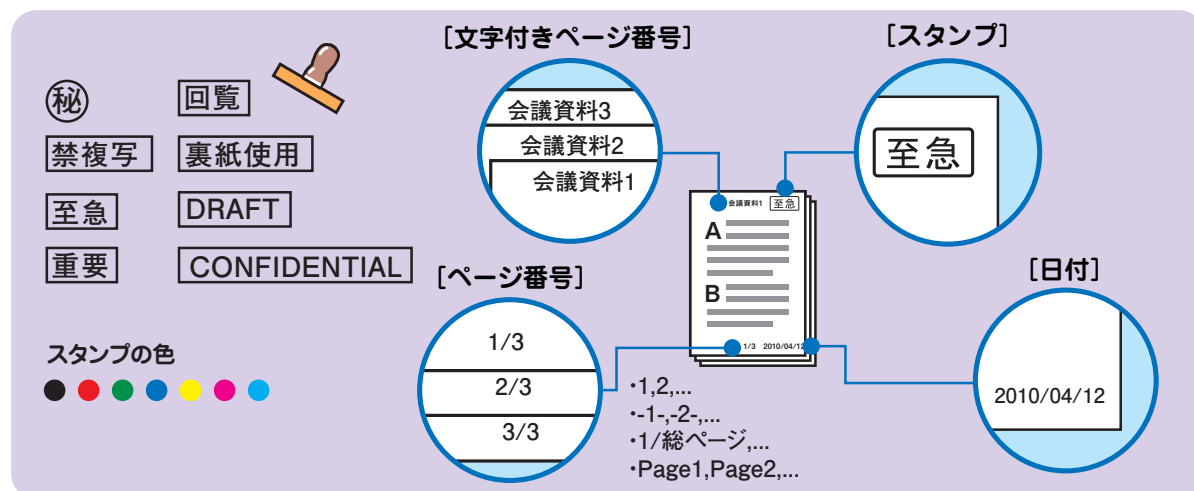 ㊙
回覧
禁複写
裏紙使用
至急
DRAFT
重要
CONFIDENTIAL
スタンプの色
[文字付きページ番号]
会議資料3
会議資料2
会議資料1
[スタンプ]
至急
会議資料1 至急
A
B
1/3 2010/04/12
[ページ番号]
1/3
2/3
3/3
・1,2,...
・-1-,-2-,...
・1/総ページ,...
・Page1,Page2,...
[日付]
2010/04/12